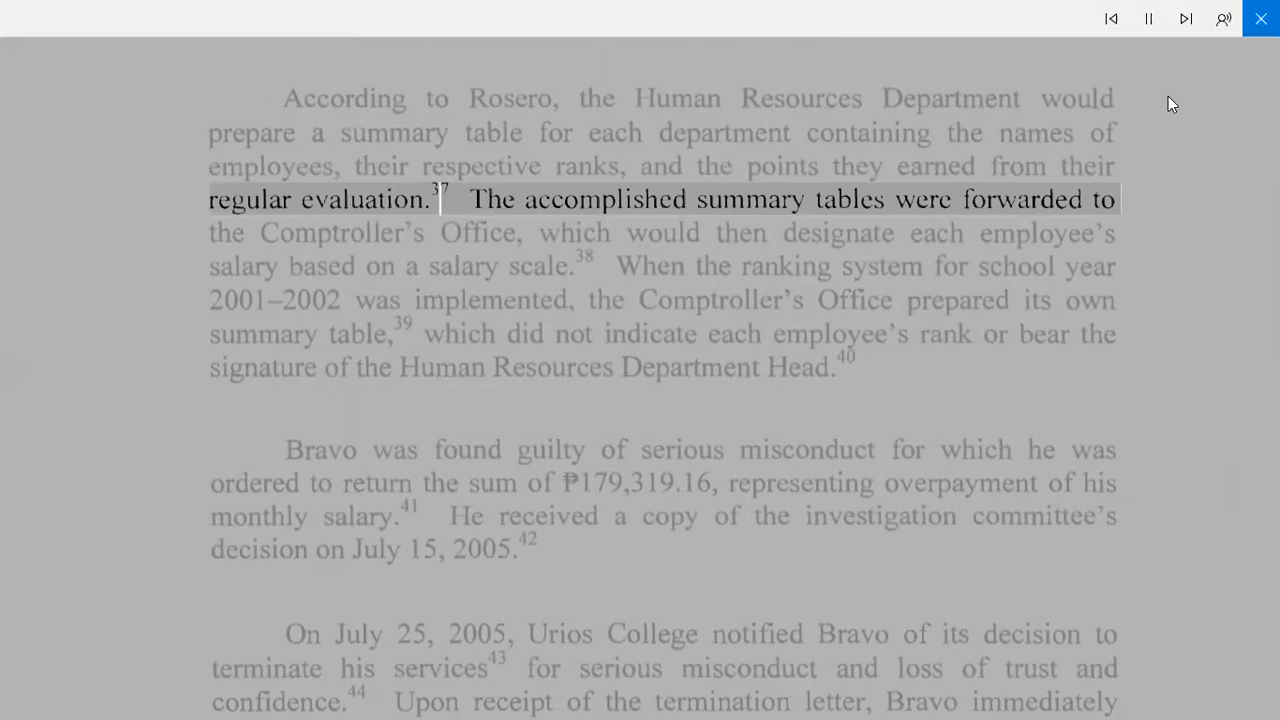 According to Rosero, the Human Resources Department would
prepare a summary table for each department containing the names of
employees, their respective ranks, and the points they earned from their
regular evaluation.37 The accomplished summary tables were forwarded to
the Comptroller's Office, which would then designate each employee's
salary based on a salary scale.38 When the ranking system for school year
2001–2002 was implemented, the Comptroller's Office prepared its own
summary table,39 which did not indicate each employee's rank or bear the
signature of the Human Resources Department Head.40
Bravo was found guilty of serious misconduct for which he was
ordered to return the sum of ₱179,319.16, representing overpayment of his
monthly salary.41 He received a copy of the investigation committee's
decision on July 15, 2005.42
On July 25, 2005, Urios College notified Bravo of its decision to
terminate his services43 for serious misconduct and loss of trust and
confidence.44 Upon receipt of the termination letter, Bravo immediately